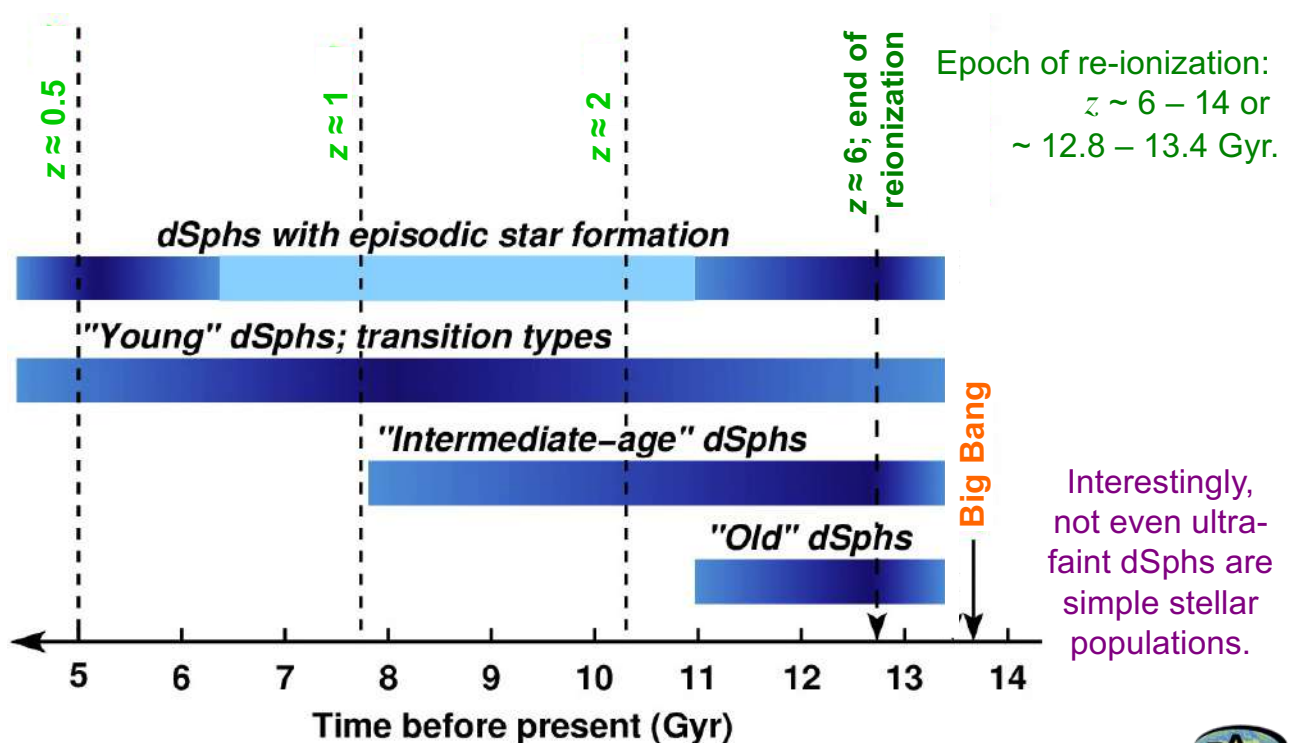 z ≈ 0.5
z ≈ 1
z ≈ 2
z ≈ 6; end of
reionization
Epoch of re-ionization:
z ~ 6 – 14 or
~ 12.8 – 13.4 Gyr.
dSphs with episodic star formation
"Young" dSphs; transition types
"Intermediate–age" dSphs
"Old" dSphs
Big Bang
Interestingly,
not even ultra-
faint dSphs are
simple stellar
populations.
5 6 7 8 9 10 11 12 13 14
Time before present (Gyr)